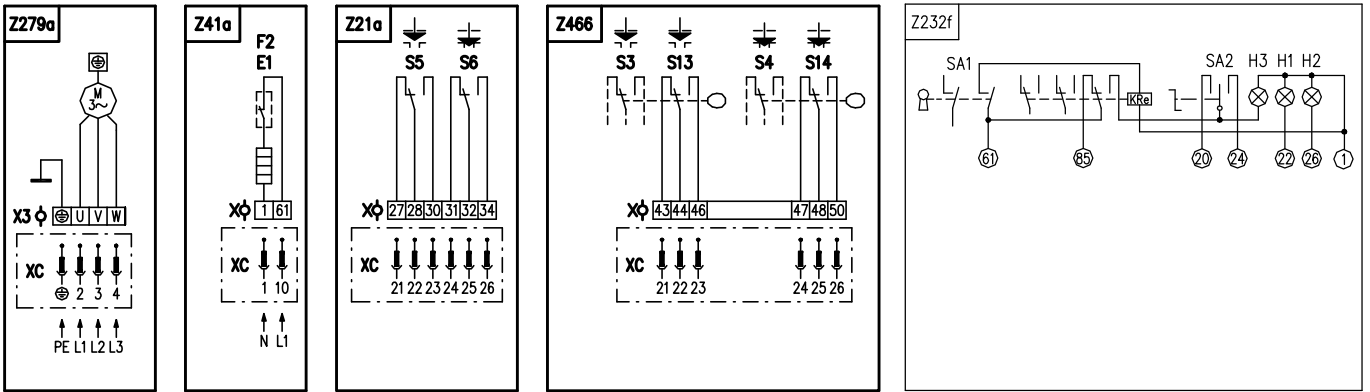 Z279a
M
3~
X3 U V W
XC
2 3 4
PE L1 L2 L3
Z41a
F2
E1
X 1 61
XC
1 10
N L1
Z21a
S5 S6
X 27 28 30 31 32 34
XC
21 22 23 24 25 26
Z466
S3 S13 S4 S14
X 43 44 46 47 48 50
XC
21 22 23 24 25 26
Z232f
SA1 SA2 H3 H1 H2
KRe
61 85 20 24 22 26 1